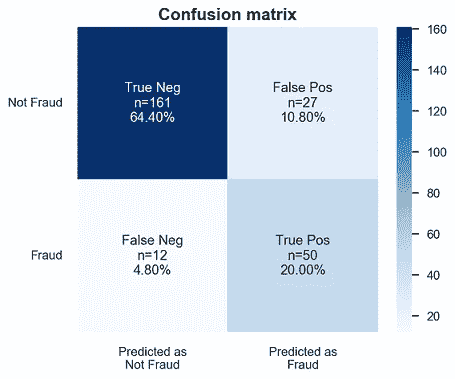 Confusion matrix
Not Fraud
True Neg
n=161
64.40%
False Pos
n=27
10.80%
Fraud
False Neg
n=12
4.80%
True Pos
n=50
20.00%
Predicted as
Not Fraud
Predicted as
Fraud
160
140
120
100
80
60
40
20